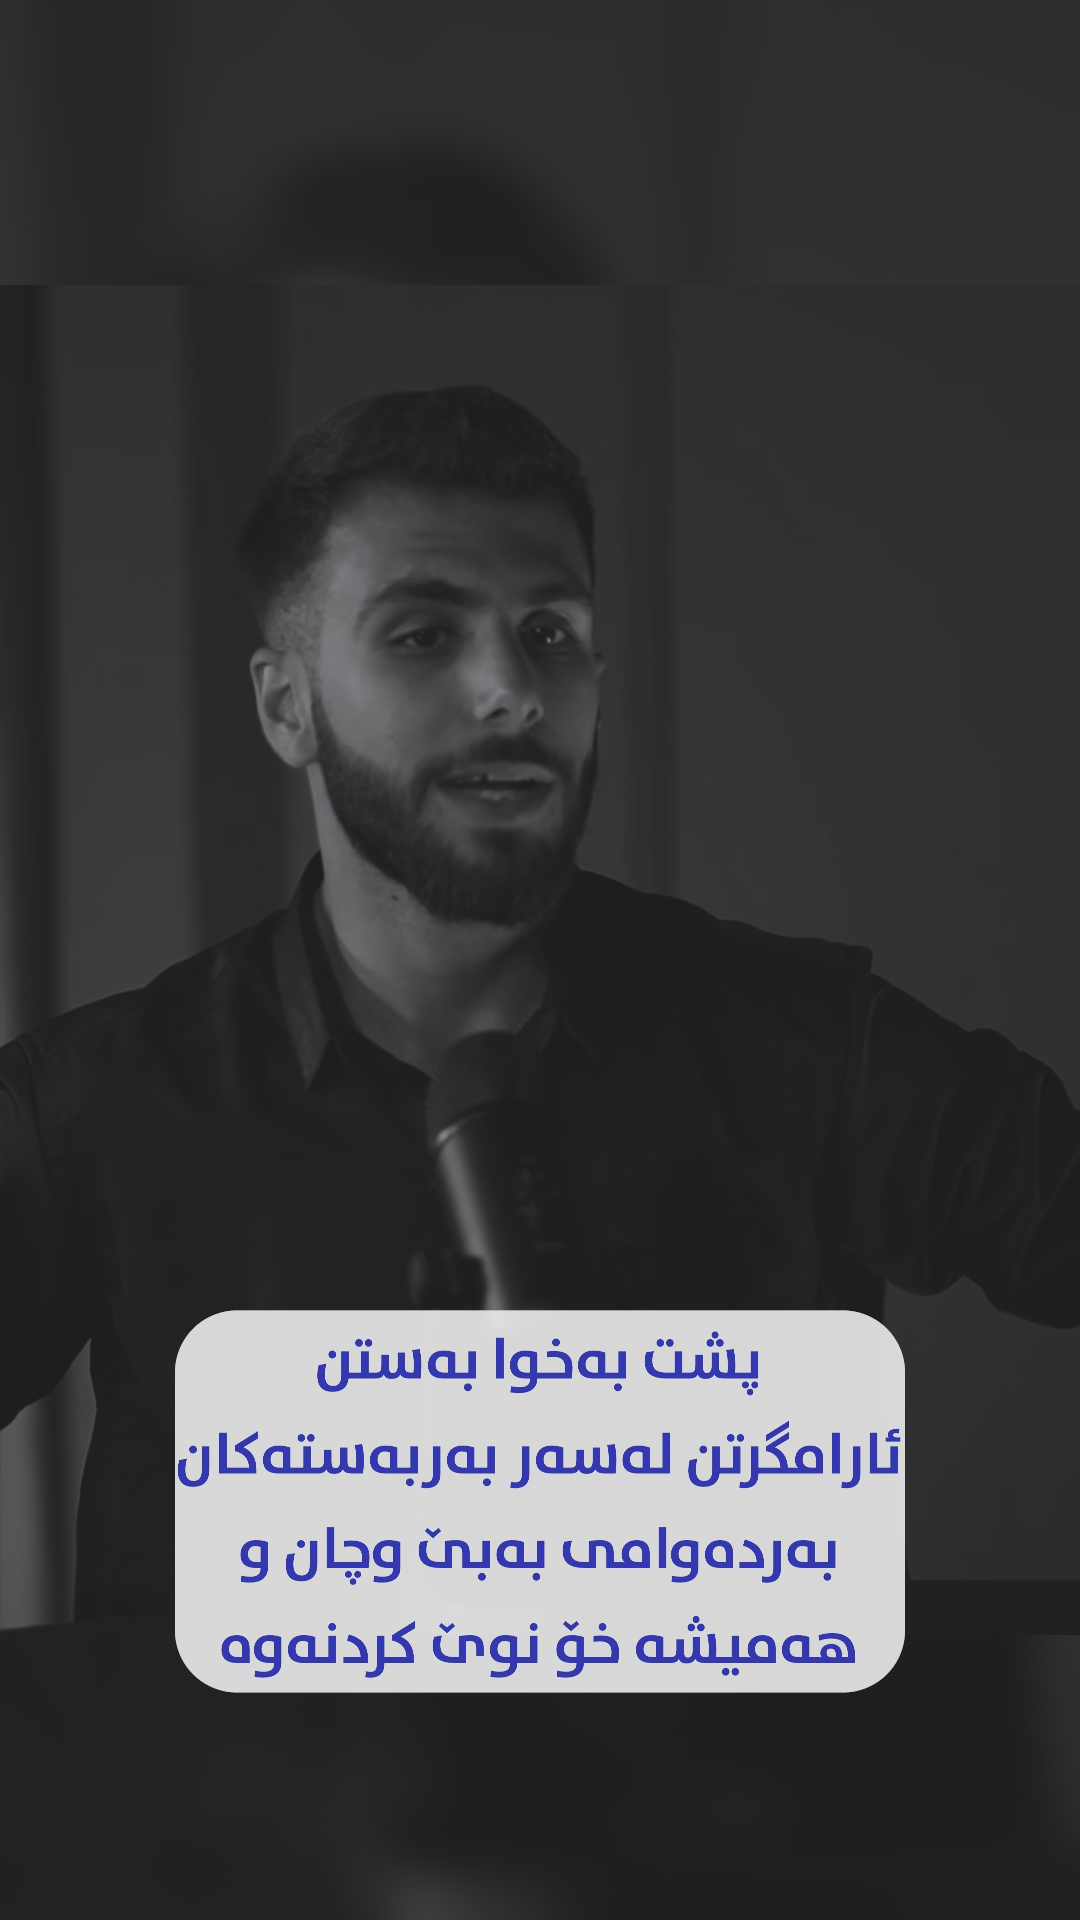 پشت بەخوا بەستن
ئارامگرتن لەسەر بەربەستەکان
بەردەوامی بەبێ وچان و
هەمیشە خۆ نوێ کردنەوە